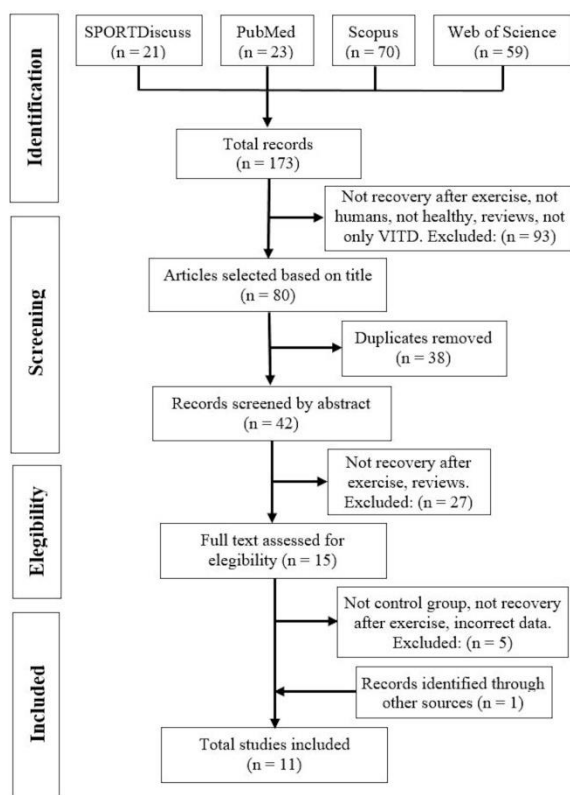 SPORTDiscuss
(n = 21)
PubMed
(n = 23)
Scopus
(n = 70)
Web of Science
(n = 59)
Identification
Total records
(n = 173)
Not recovery after exercise, not
humans, not healthy, reviews, not
only VITD. Excluded: (n = 93)
Screening
Articles selected based on title
(n = 80)
Duplicates removed
(n = 38)
Records screened by abstract
(n = 42)
Not recovery after
exercise, reviews.
Excluded: (n = 27)
Elegibility
Full text assessed for
elegibility (n = 15)
Not control group, not recovery
after exercise, incorrect data.
Excluded: (n = 5)
Included
Records identified through
other sources (n = 1)
Total studies included
(n = 11)